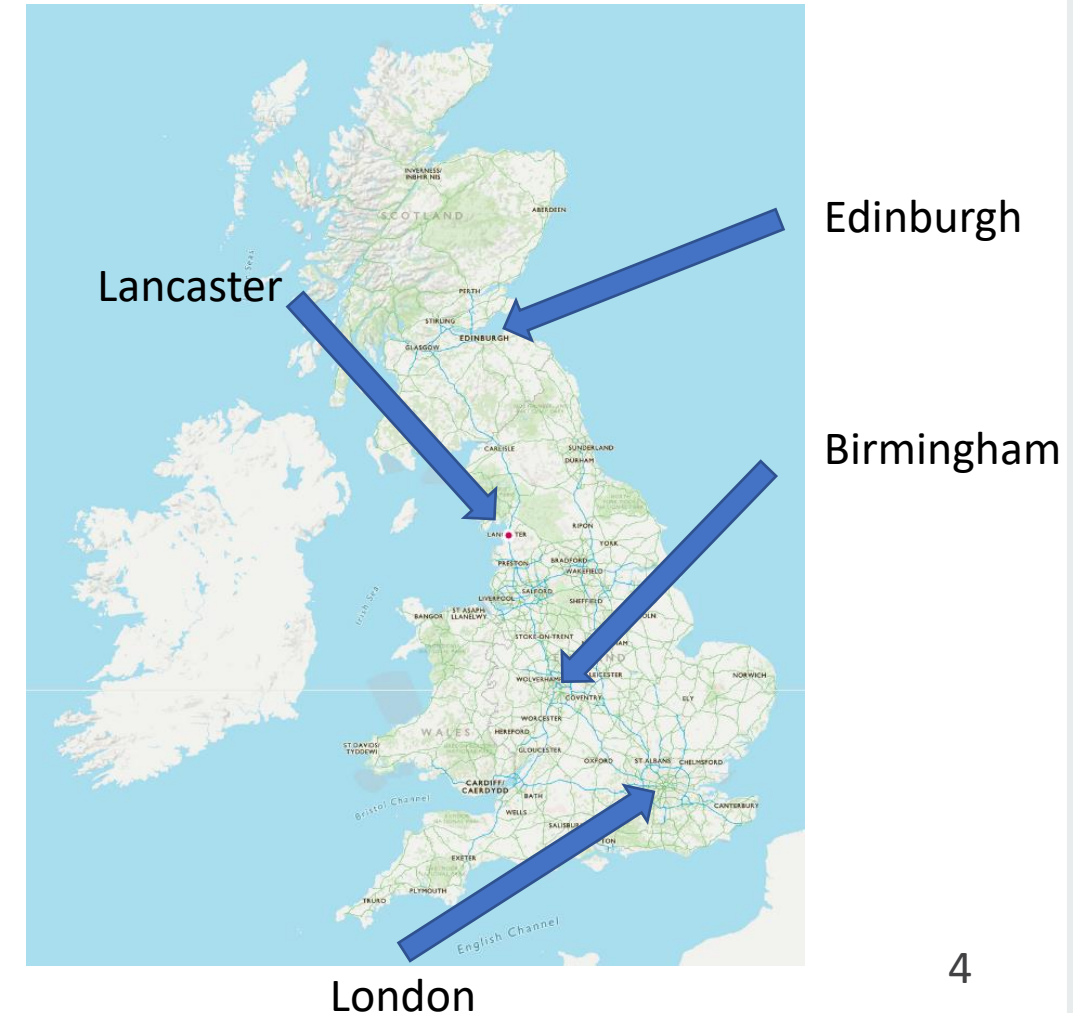 INVERNESS/
INBHIR NIS
SCOTLAND
ABERDEEN
Edinburgh
Lancaster
PERTH
STIRLING
EDINBURGH
GLASGOW
Birmingham
CARLISLE
SUNDERLAND
DURHAM
RIPON
YORK
PRESTON
BRADFORD
WAKEFIELD
SALFORD
LIVERPOOL
SHEFFIELD
Irish Sea
ST ASAPH/
LLANELWY
BANGOR
STOKE-ON-TRENT
NORWICH
COVENTRY
ELY
WORCESTER
WALES
HEREFORD
ST DAVIDS/
TYDDEWI
GLOUCESTER
OXFORD
ST ALBANS
CHELMSFORD
CARDIFF/
CAERDYDD
BATH
Bristol Channel
WELLS
CANTERBURY
EXETER
PLYMOUTH
TRURO
English Channel
London
4